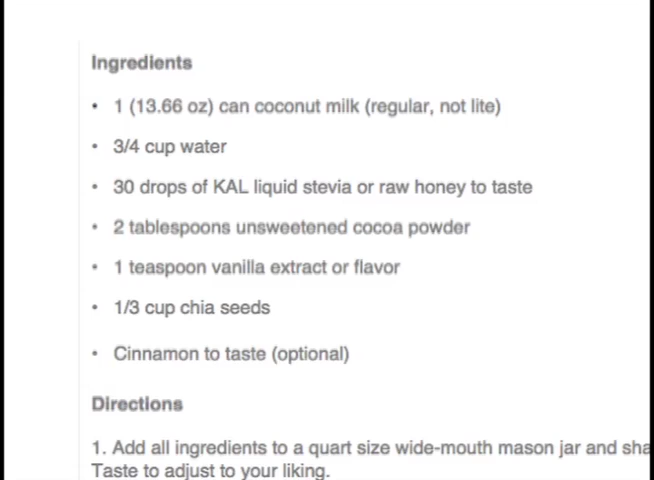 Ingredients
• 1 (13.66 oz) can coconut milk (regular, not lite)
• 3/4 cup water
• 30 drops of KAL liquid stevia or raw honey to taste
• 2 tablespoons unsweetened cocoa powder
• 1 teaspoon vanilla extract or flavor
• 1/3 cup chia seeds
• Cinnamon to taste (optional)
Directions
1. Add all ingredients to a quart size wide-mouth mason jar and sha
Taste to adjust to your liking.